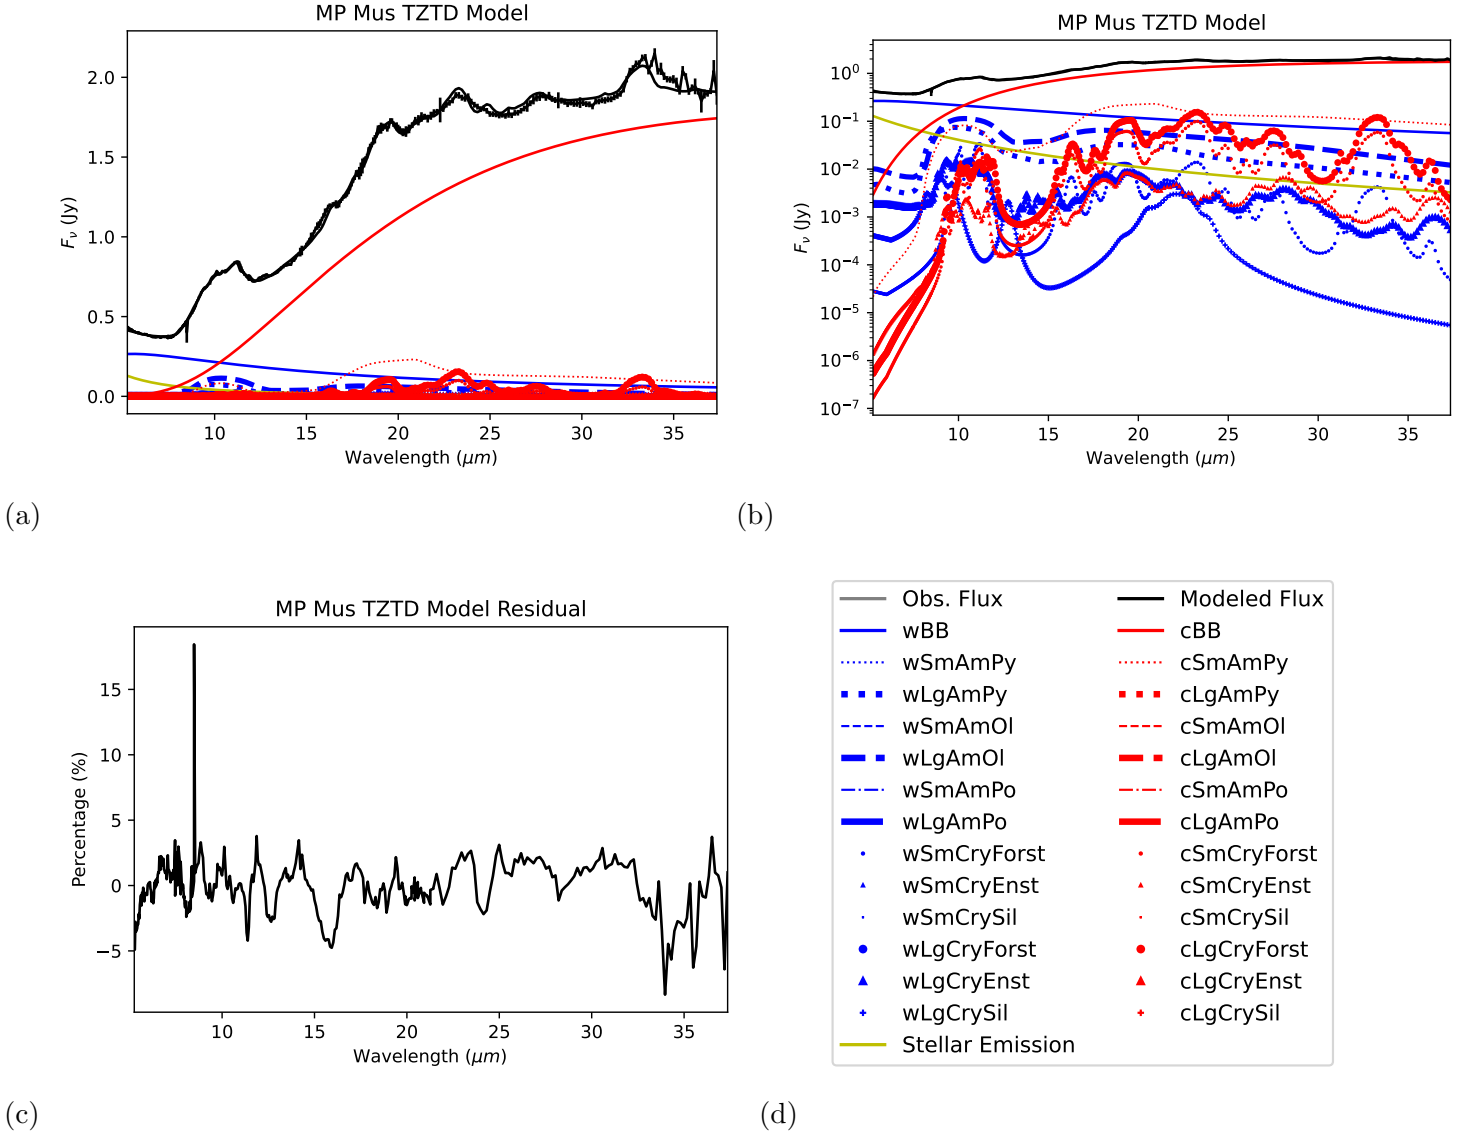 MP Mus TZTD Model
2.0
1.5
1.0
0.5
0.0
F_ν (Jy)
10 15 20 25 30 35
Wavelength (μm)
(a)
MP Mus TZTD Model
10^0
10^−1
10^−2
10^−3
10^−4
10^−5
10^−6
10^−7
F_ν (Jy)
10 15 20 25 30 35
Wavelength (μm)
(b)
MP Mus TZTD Model Residual
15
10
5
0
−5
Percentage (%)
10 15 20 25 30 35
Wavelength (μm)
(c)
Obs. Flux Modeled Flux
wBB cBB
wSmAmPy cSmAmPy
wLgAmPy cLgAmPy
wSmAmOl cSmAmOl
wLgAmOl cLgAmOl
wSmAmPo cSmAmPo
wLgAmPo cLgAmPo
wSmCryForst cSmCryForst
wSmCryEnst cSmCryEnst
wSmCrySil cSmCrySil
wLgCryForst cLgCryForst
wLgCryEnst cLgCryEnst
wLgCrySil cLgCrySil
Stellar Emission
(d)